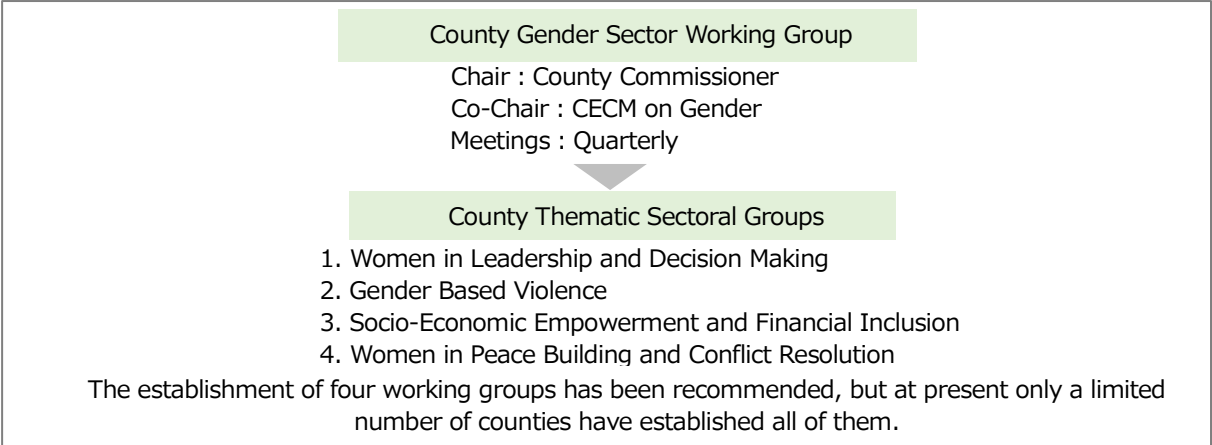 County Gender Sector Working Group
Chair : County Commissioner
Co-Chair : CECM on Gender
Meetings : Quarterly
County Thematic Sectoral Groups
1. Women in Leadership and Decision Making
2. Gender Based Violence
3. Socio-Economic Empowerment and Financial Inclusion
4. Women in Peace Building and Conflict Resolution
The establishment of four working groups has been recommended, but at present only a limited
number of counties have established all of them.